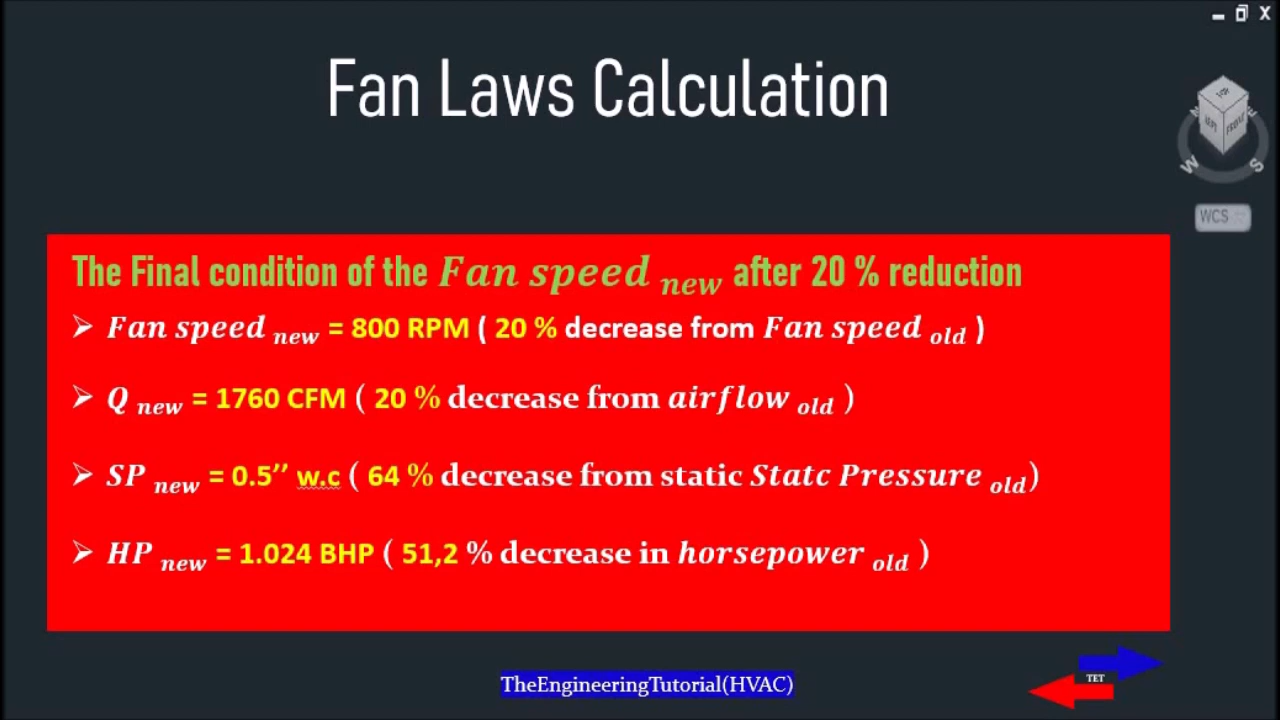 Fan Laws Calculation
WCS
The Final condition of the Fan speed new after 20 % reduction
➢ Fan speed new = 800 RPM ( 20 % decrease from Fan speed old )
➢ Q new = 1760 CFM ( 20 % decrease from airflow old )
➢ SP new = 0.5’’ w.c ( 64 % decrease from static Statc Pressure old)
➢ HP new = 1.024 BHP ( 51,2 % decrease in horsepower old )
TET
TheEngineeringTutorial(HVAC)